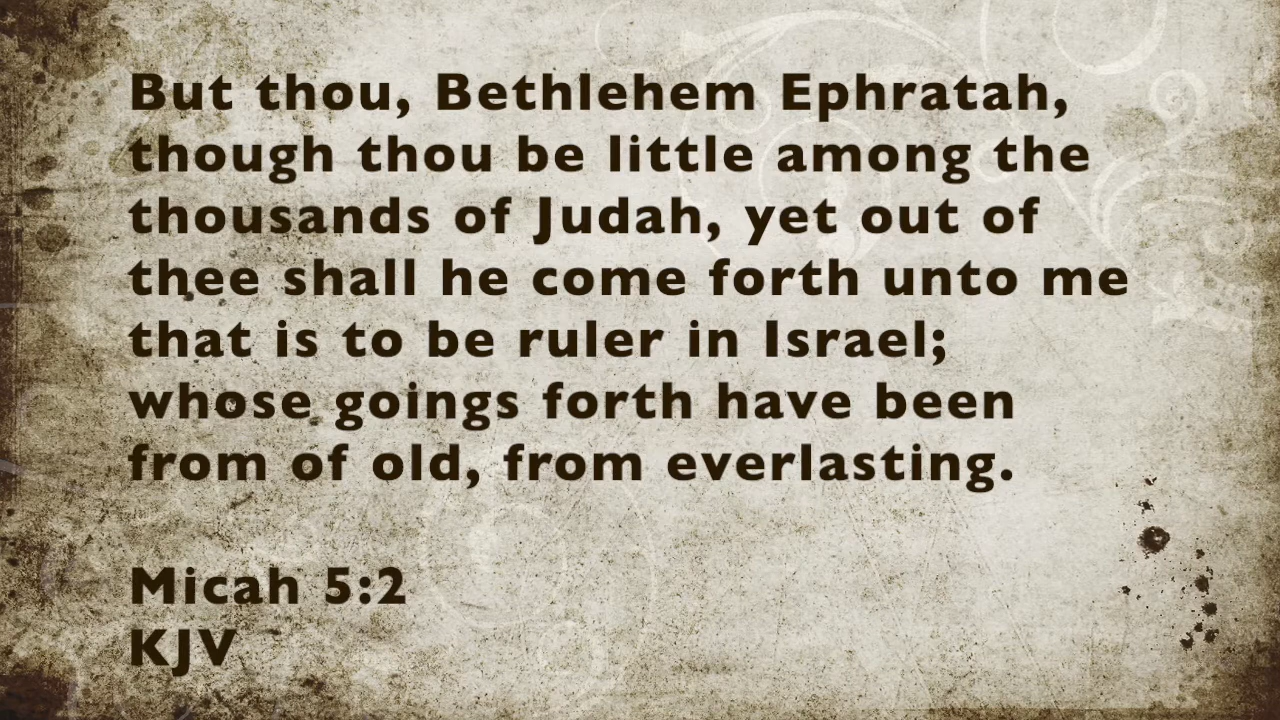 But thou, Bethlehem Ephratah,
though thou be little among the
thousands of Judah, yet out of
thee shall he come forth unto me
that is to be ruler in Israel;
whose goings forth have been
from of old, from everlasting.
Micah 5:2
KJV